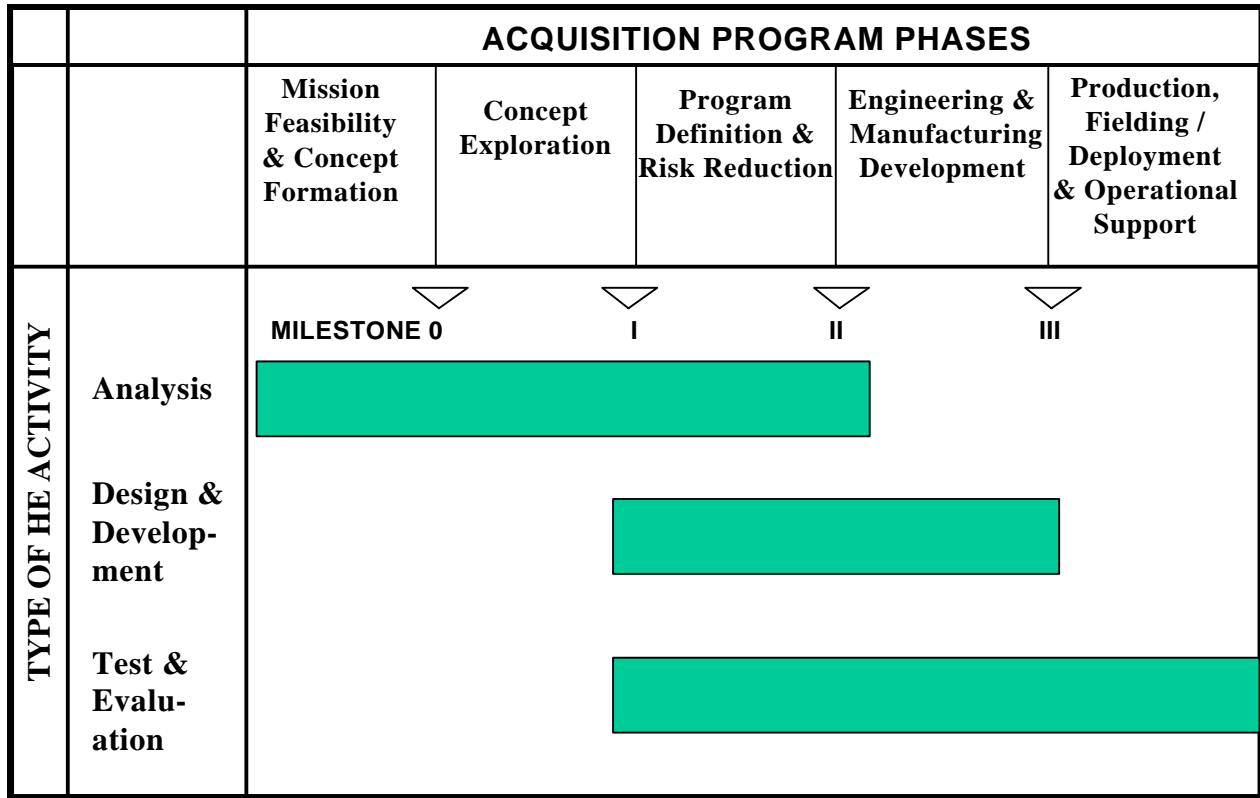 ACQUISITION PROGRAM PHASES
Mission
Feasibility
& Concept
Formation
Concept
Exploration
Program
Definition &
Risk Reduction
Engineering &
Manufacturing
Development
Production,
Fielding /
Deployment
& Operational
Support
MILESTONE 0
I
II
III
TYPE OF HE ACTIVITY
Analysis
Design &
Develop-
ment
Test &
Evalu-
ation